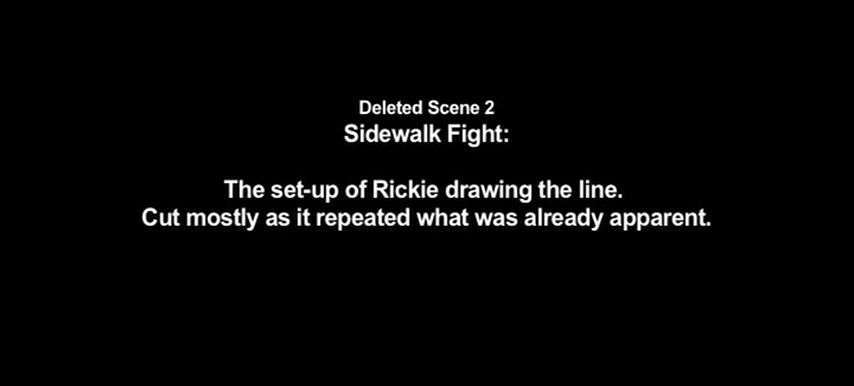 Deleted Scene 2
Sidewalk Fight:
The set-up of Rickie drawing the line.
Cut mostly as it repeated what was already apparent.